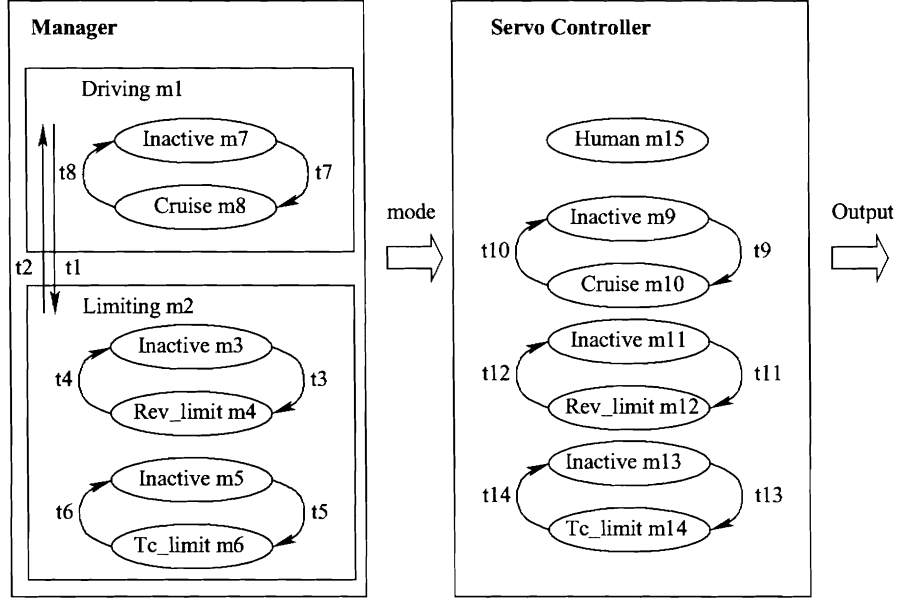 Manager
Driving m1
Inactive m7
t8
t7
Cruise m8
t2
t1
Limiting m2
Inactive m3
t4
t3
Rev_limit m4
Inactive m5
t6
t5
Tc_limit m6
mode
Servo Controller
Human m15
Inactive m9
t10
t9
Cruise m10
Inactive m11
t12
t11
Rev_limit m12
Inactive m13
t14
t13
Tc_limit m14
Output